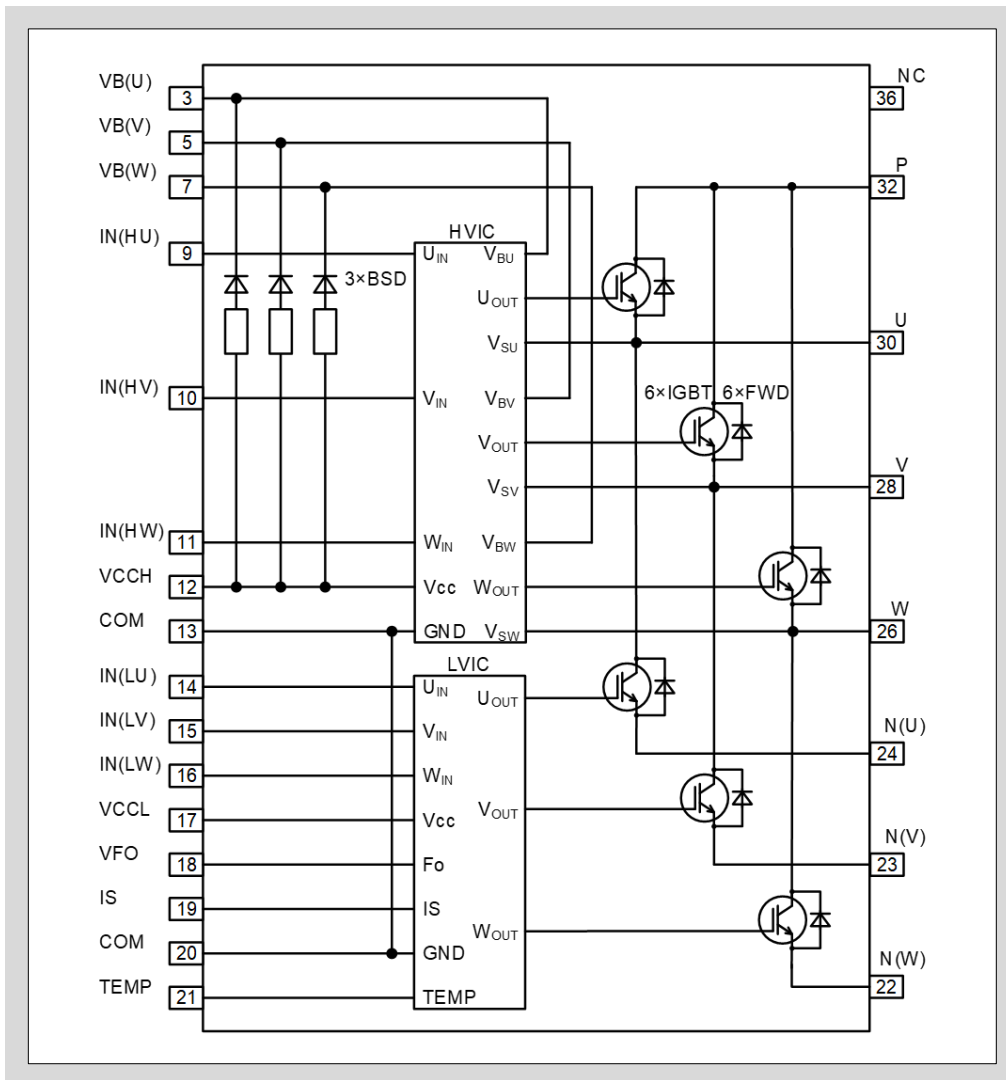 VB(U)
3
VB(V)
5
VB(W)
7
IN(HU)
9
IN(HV)
10
IN(HW)
11
VCCH
12
COM
13
IN(LU)
14
IN(LV)
15
IN(LW)
16
VCCL
17
VFO
18
IS
19
COM
20
TEMP
21
3×BSD
HVIC
UIN
VBU
UOUT
VSU
VIN
VBV
VOUT
VSV
WIN
VBW
Vcc
WOUT
GND
VSW
LVIC
UIN
UOUT
VIN
WIN
Vcc
VOUT
Fo
IS
WOUT
GND
TEMP
6×IGBT 6×FWD
NC
36
P
32
U
30
V
28
W
26
N(U)
24
N(V)
23
N(W)
22